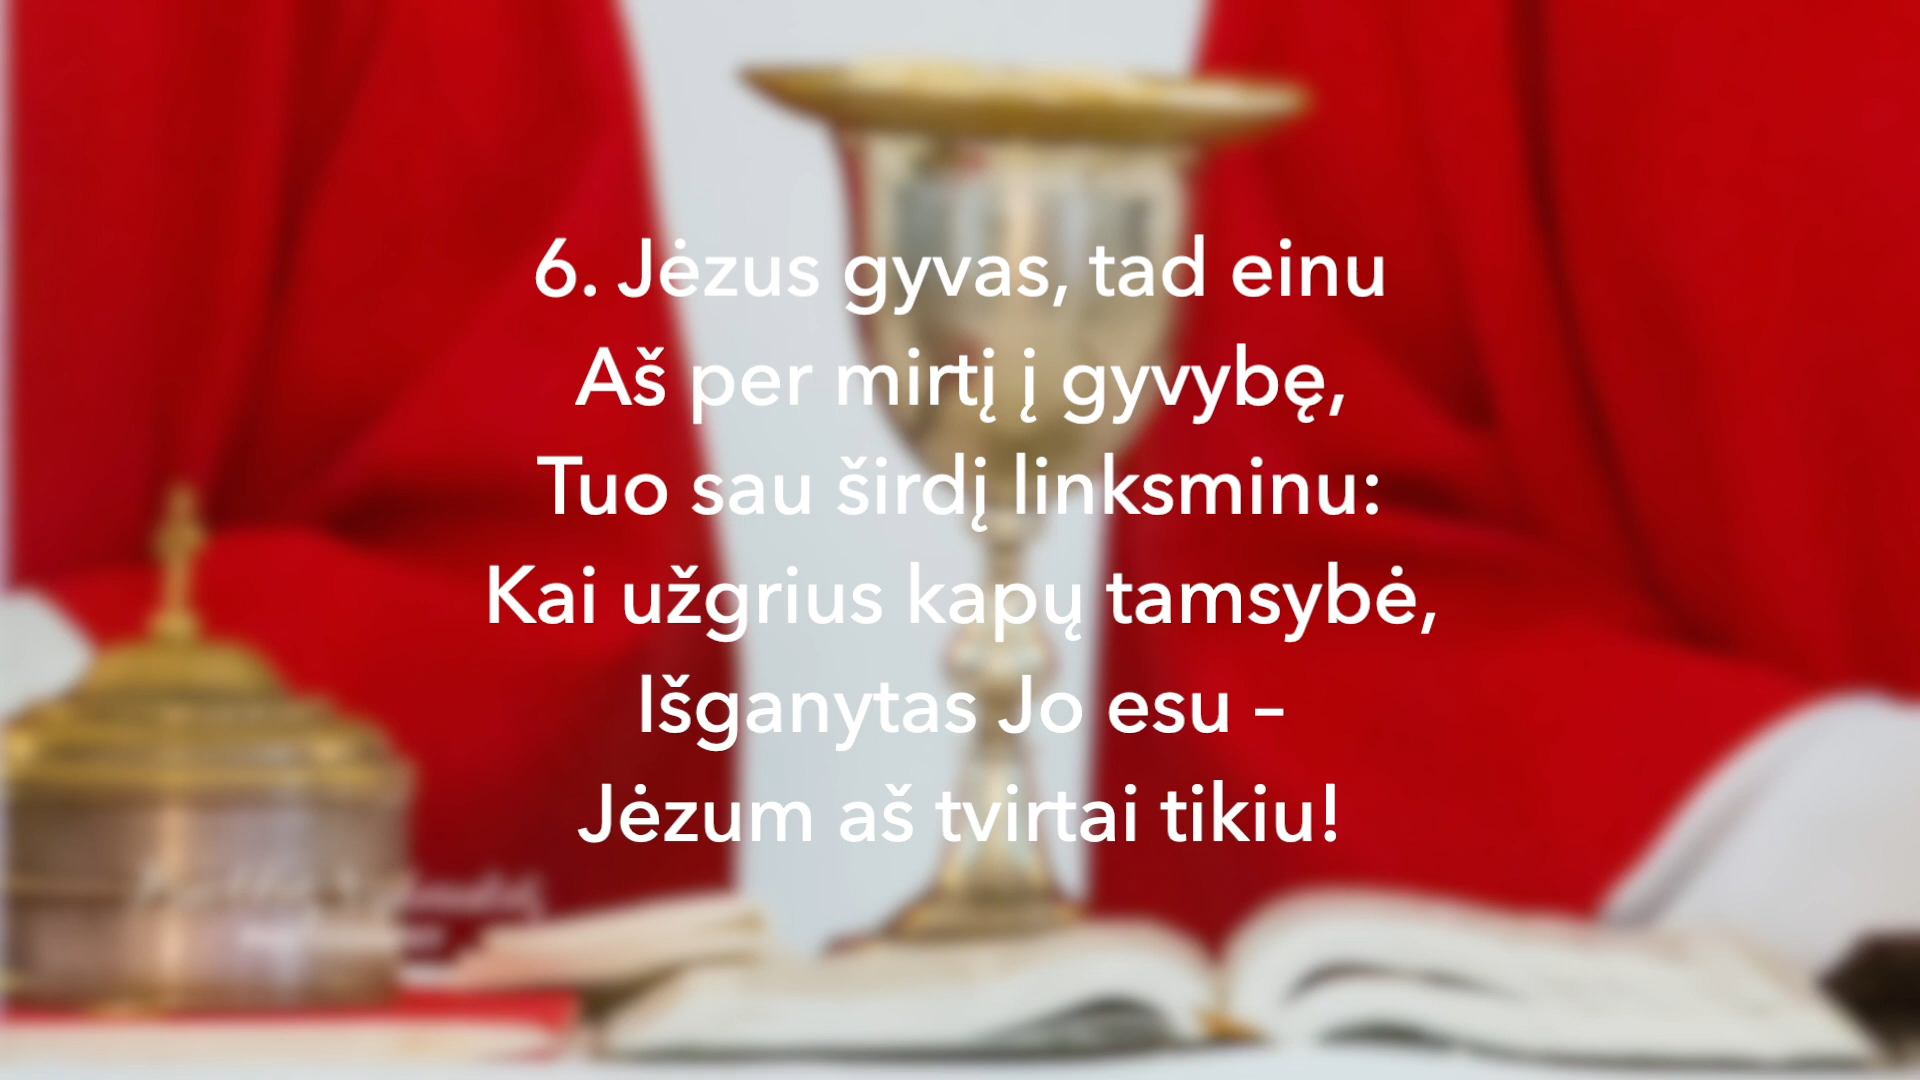 6. Jėzus gyvas, tad einu
Aš per mirtį į gyvybę,
Tuo sau širdį linksminu:
Kai užgrius kapų tamsybė,
Išganytas Jo esu –
Jėzum aš tvirtai tikiu!